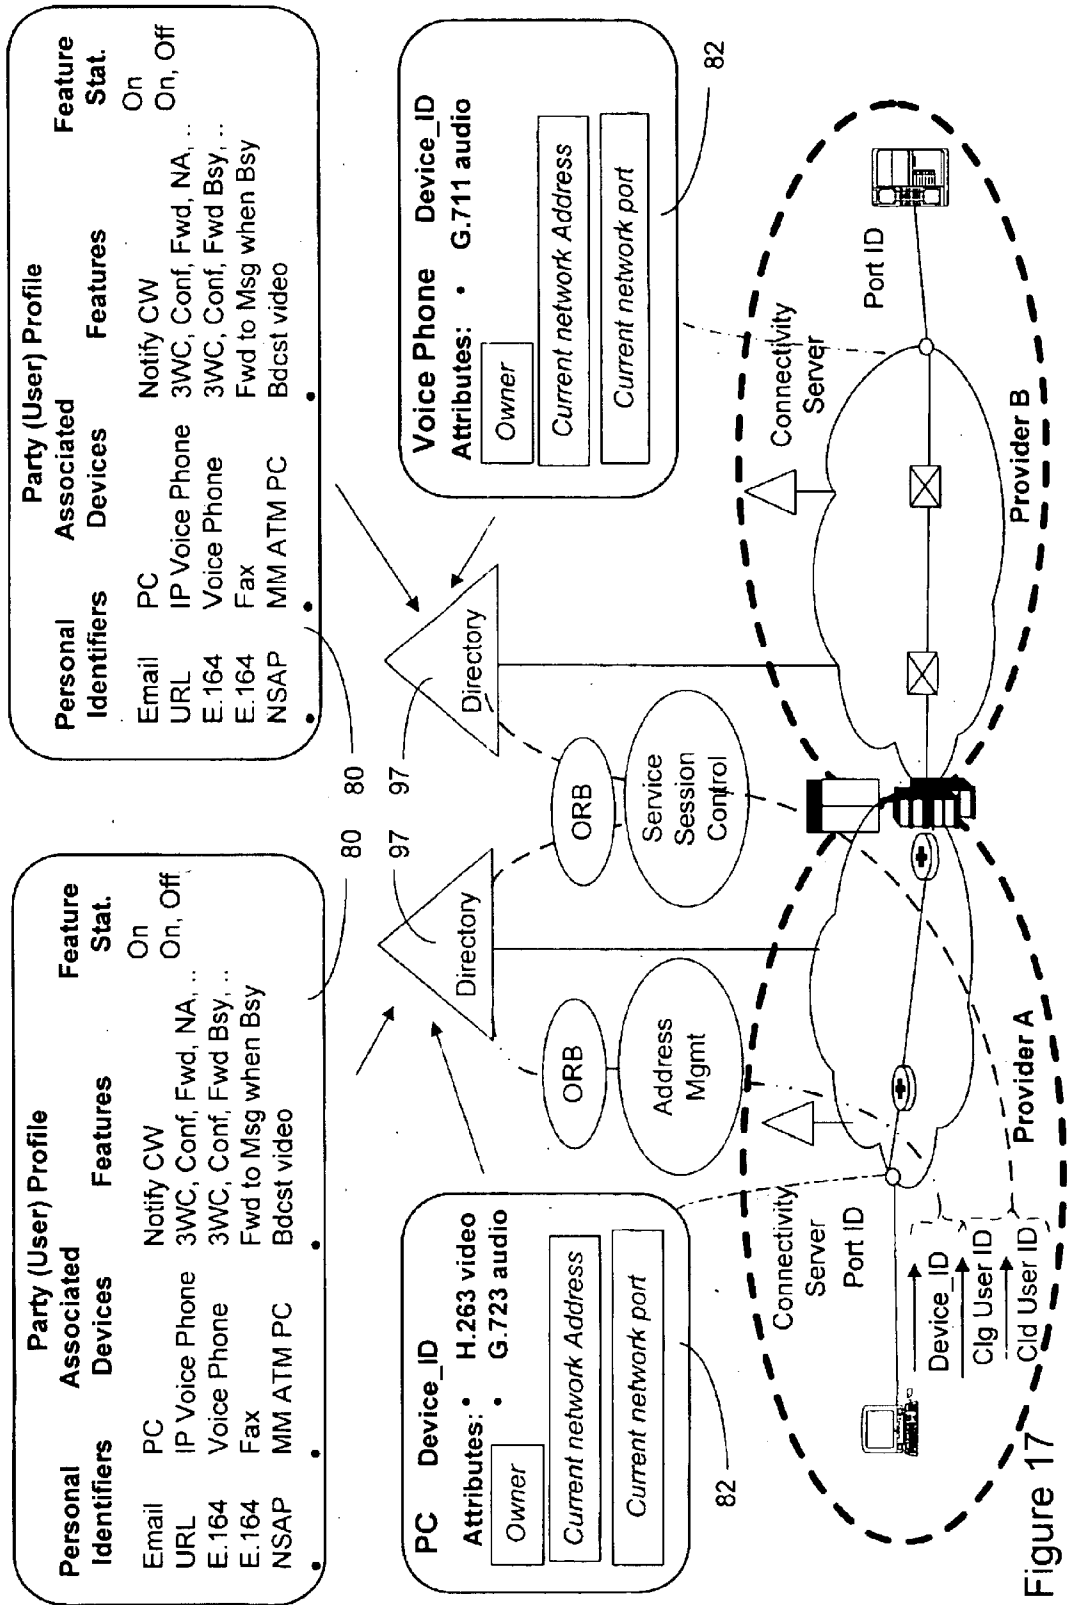 Party (User) Profile
Personal Identifiers Associated Devices Features Feature Stat.
Email PC Notify CW On
URL IP Voice Phone 3WC, Conf, Fwd, NA, .. On, Off
E.164 Voice Phone 3WC, Conf, Fwd Bsy, ..
E.164 Fax Fwd to Msg when Bsy
NSAP MM ATM PC Bdcst video
80
Party (User) Profile
Personal Identifiers Associated Devices Features Feature Stat.
Email PC Notify CW On
URL IP Voice Phone 3WC, Conf, Fwd, NA, .. On, Off
E.164 Voice Phone 3WC, Conf, Fwd Bsy, ..
E.164 Fax Fwd to Msg when Bsy
NSAP MM ATM PC Bdcst video
80
PC Device_ID
Attributes: • H.263 video
• G.723 audio
Owner
Current network Address
Current network port
82
97
Directory
97
Directory
Voice Phone Device_ID
Attributes: • G.711 audio
Owner
Current network Address
Current network port
82
ORB
Address
Mgmt
ORB
Service
Session
Control
Connectivity
Server
Port ID
Connectivity
Server
Port ID
Device_ID
Clg User ID
Cld User ID
Provider A
Provider B
Figure 17